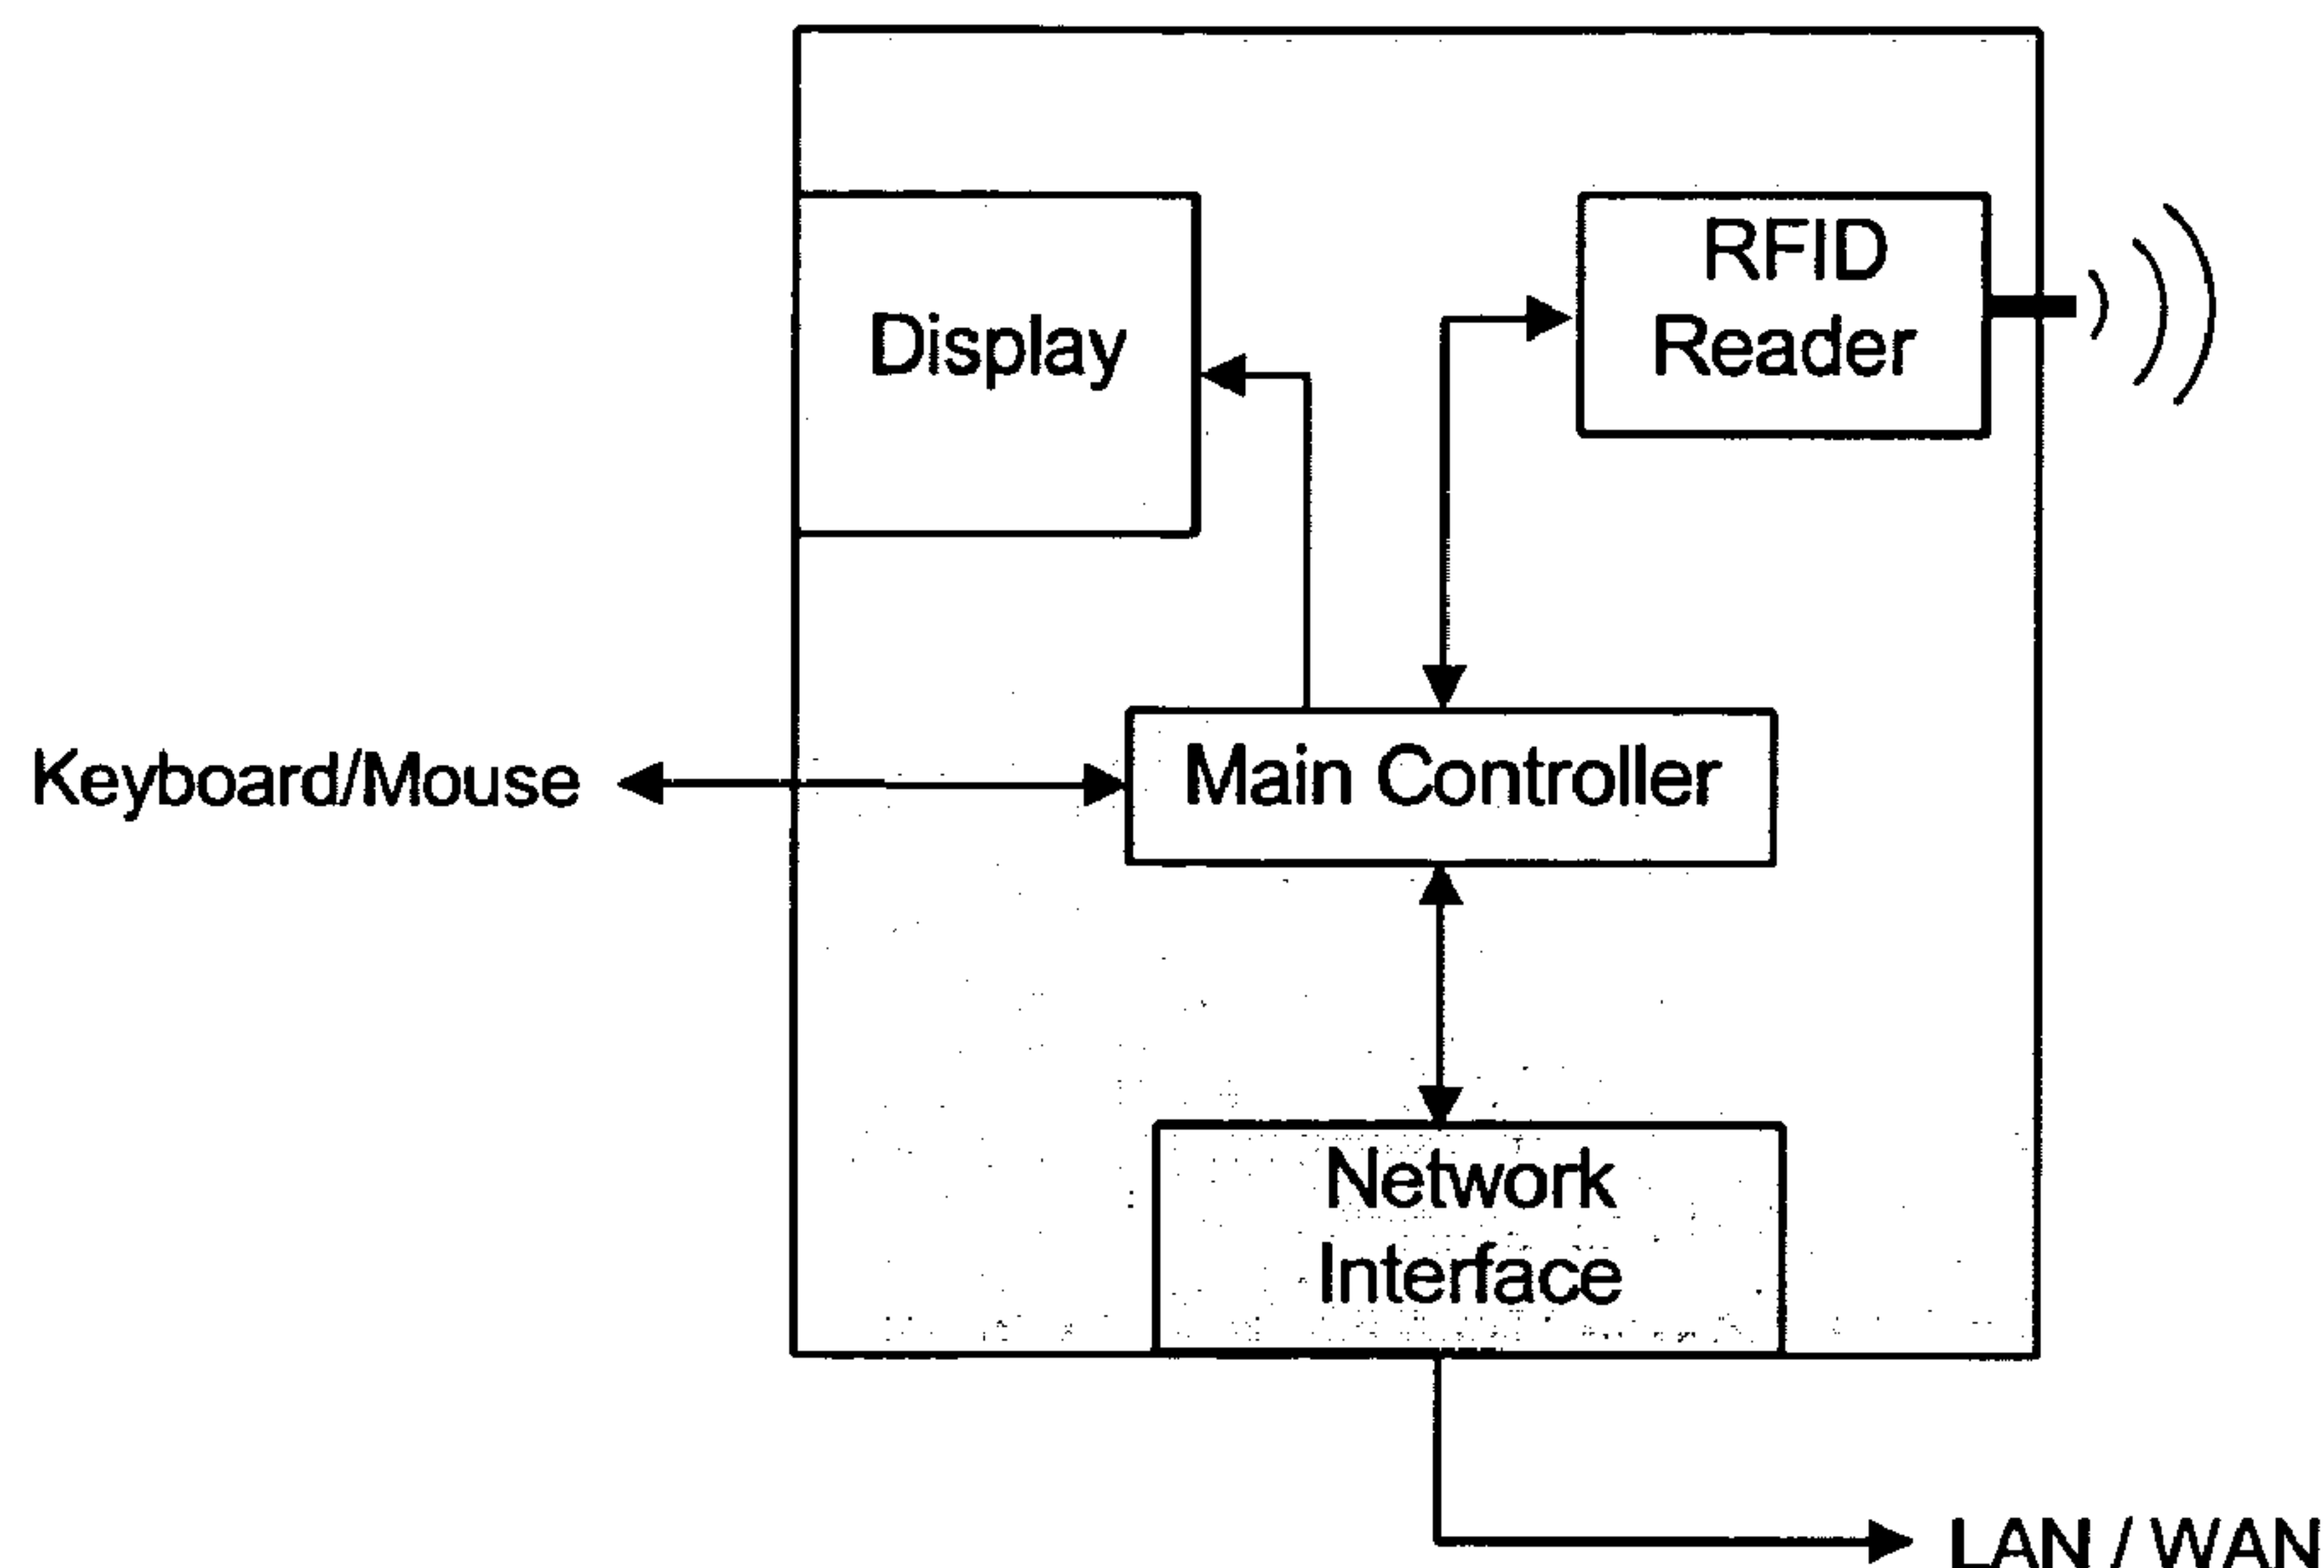 RFID
Reader
Display
Keyboard/Mouse
Main Controller
Network
Interface
LAN / WAN